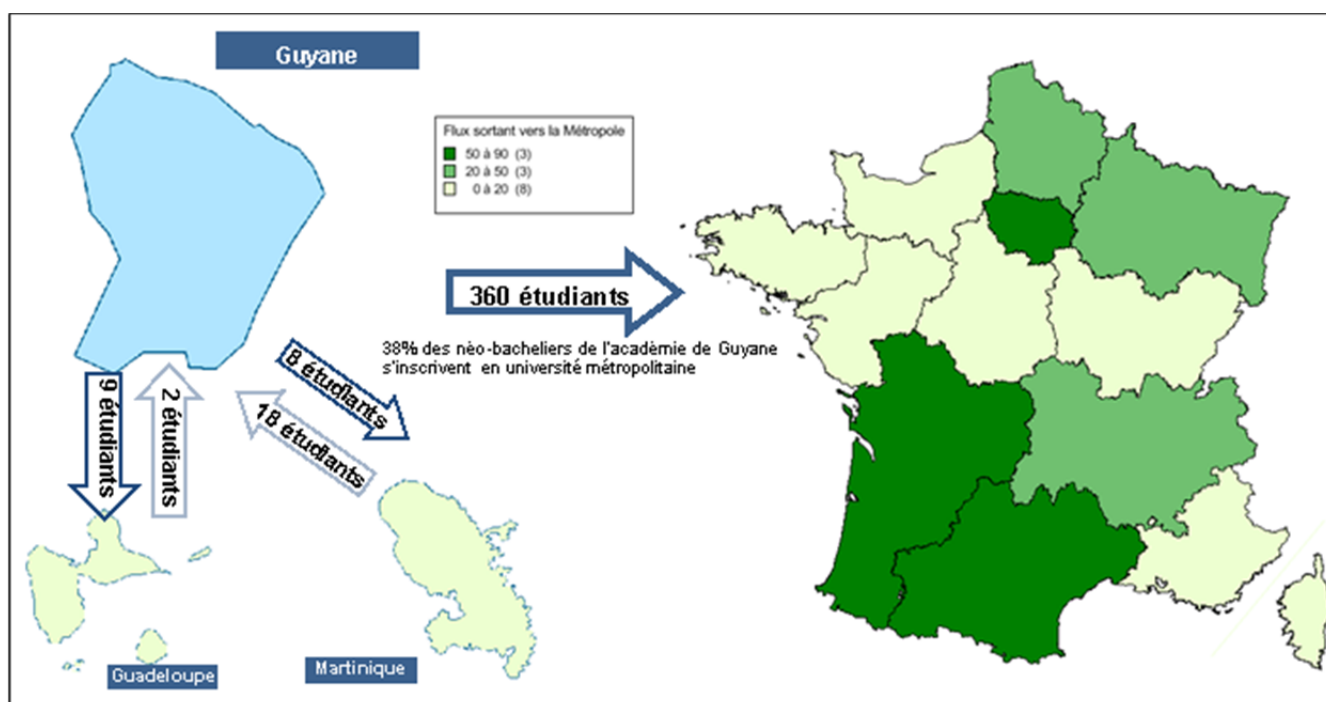 Guyane
Flux sortant vers la Métropole
50 à 90 (3)
20 à 50 (3)
0 à 20 (8)
360 étudiants
38% des néo-bacheliers de l'académie de Guyane
s'inscrivent en université métropolitaine
8 étudiants
18 étudiants
9 étudiants
2 étudiants
Guadeloupe
Martinique